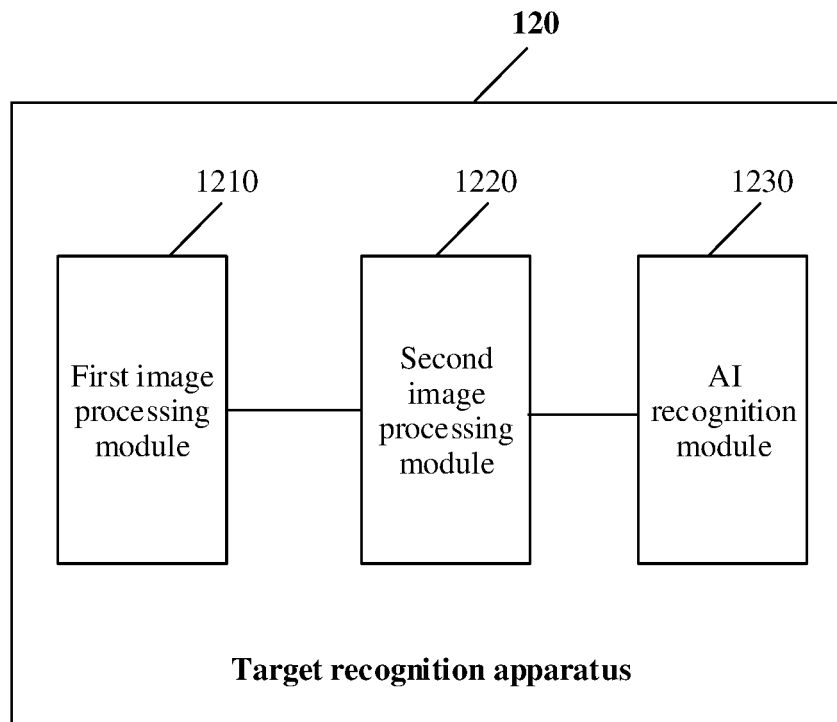 120
1210
1220
1230
First image
processing
module
Second
image
processing
module
AI
recognition
module
Target recognition apparatus